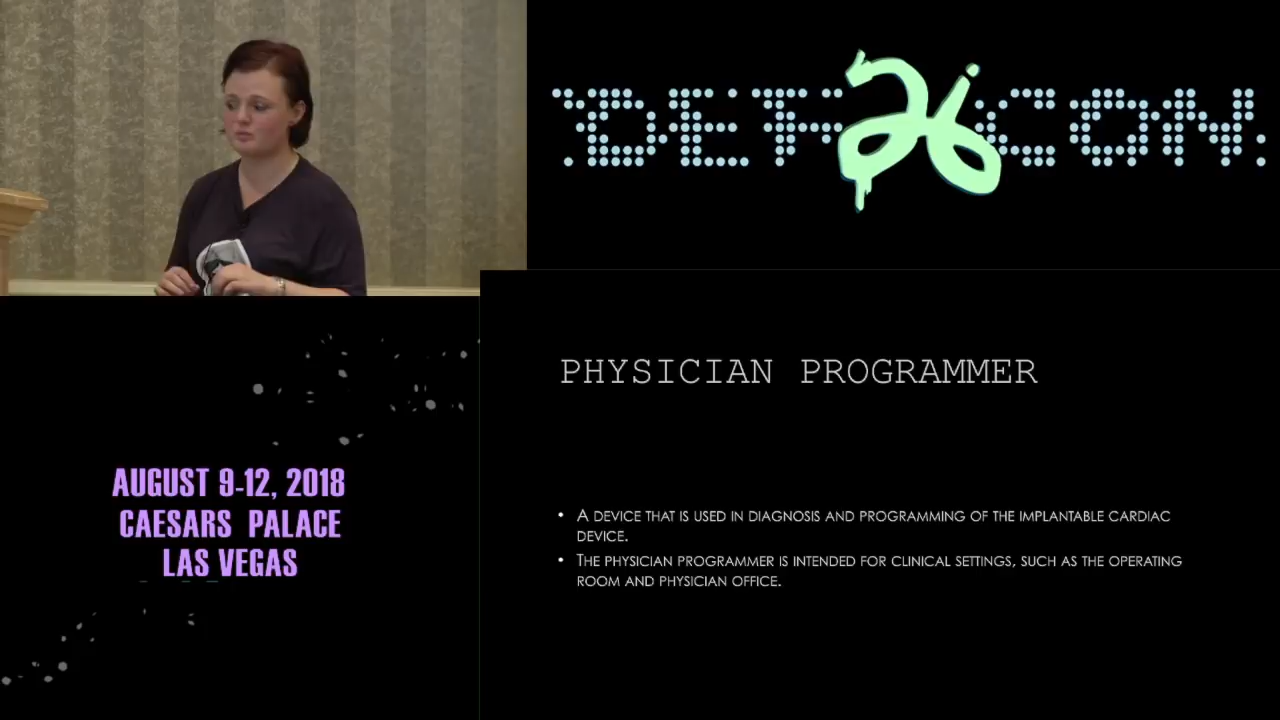 DEF 26 CON
PHYSICIAN PROGRAMMER
AUGUST 9-12, 2018
CAESARS PALACE
LAS VEGAS
• A DEVICE THAT IS USED IN DIAGNOSIS AND PROGRAMMING OF THE IMPLANTABLE CARDIAC
DEVICE.
• THE PHYSICIAN PROGRAMMER IS INTENDED FOR CLINICAL SETTINGS, SUCH AS THE OPERATING
ROOM AND PHYSICIAN OFFICE.